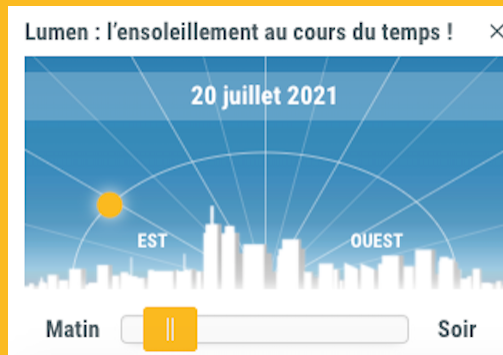 Lumen : l’ensoleillement au cours du temps !
20 juillet 2021
EST OUEST
Matin Soir